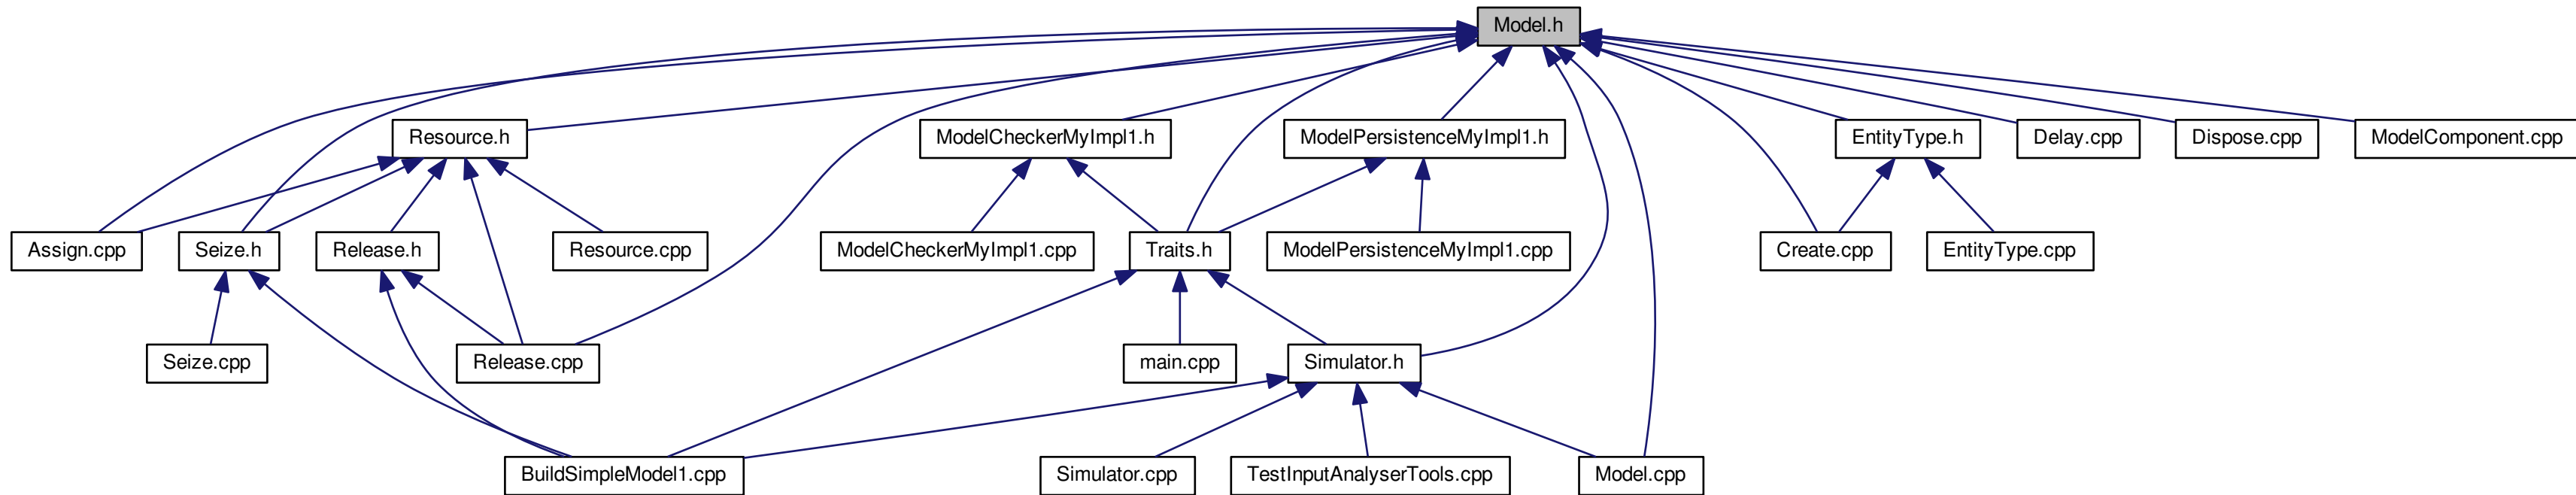 Model.h
Resource.h
ModelCheckerMyImpl1.h
ModelPersistenceMyImpl1.h
EntityType.h
Delay.cpp
Dispose.cpp
ModelComponent.cpp
Assign.cpp
Seize.h
Release.h
Resource.cpp
ModelCheckerMyImpl1.cpp
Traits.h
ModelPersistenceMyImpl1.cpp
Create.cpp
EntityType.cpp
Seize.cpp
Release.cpp
main.cpp
Simulator.h
BuildSimpleModel1.cpp
Simulator.cpp
TestInputAnalyserTools.cpp
Model.cpp